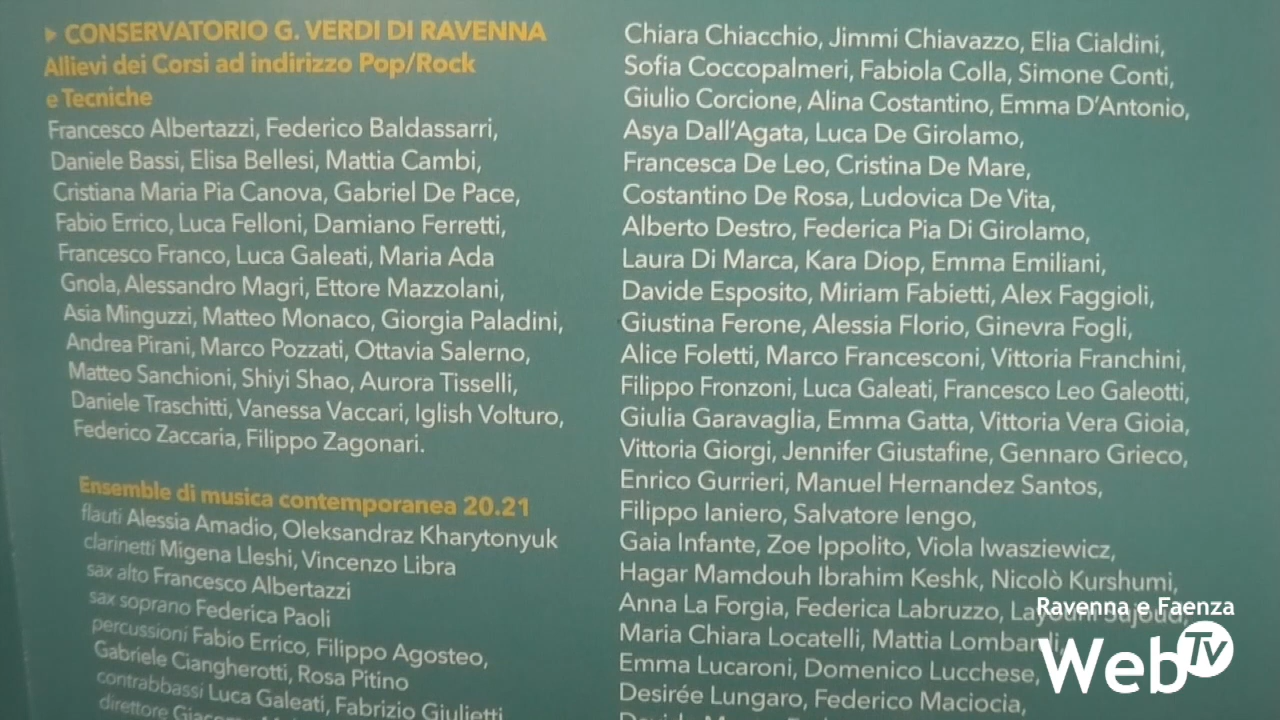 ▸ CONSERVATORIO G. VERDI DI RAVENNA
Allievi dei Corsi ad indirizzo Pop/Rock
e Tecniche
Francesco Albertazzi, Federico Baldassarri,
Daniele Bassi, Elisa Bellesi, Mattia Cambi,
Cristiana Maria Pia Canova, Gabriel De Pace,
Fabio Errico, Luca Felloni, Damiano Ferretti,
Francesco Franco, Luca Galeati, Maria Ada
Gnola, Alessandro Magri, Ettore Mazzolani,
Asia Minguzzi, Matteo Monaco, Giorgia Paladini,
Andrea Pirani, Marco Pozzati, Ottavia Salerno,
Matteo Sanchioni, Shiyi Shao, Aurora Tisselli,
Daniele Traschitti, Vanessa Vaccari, Iglish Volturo,
Federico Zaccaria, Filippo Zagonari.
Ensemble di musica contemporanea 20.21
flauti Alessia Amadio, Oleksandraz Kharytonyuk
clarinetti Migena Lleshi, Vincenzo Libra
sax alto Francesco Albertazzi
sax soprano Federica Paoli
percussioni Fabio Errico, Filippo Agosteo,
Gabriele Ciangherotti, Rosa Pitino
contrabbassi Luca Galeati, Fabrizio Giulietti
direttore
Chiara Chiacchio, Jimmi Chiavazzo, Elia Cialdini,
Sofia Coccopalmeri, Fabiola Colla, Simone Conti,
Giulio Corcione, Alina Costantino, Emma D'Antonio,
Asya Dall'Agata, Luca De Girolamo,
Francesca De Leo, Cristina De Mare,
Costantino De Rosa, Ludovica De Vita,
Alberto Destro, Federica Pia Di Girolamo,
Laura Di Marca, Kara Diop, Emma Emiliani,
Davide Esposito, Miriam Fabietti, Alex Faggioli,
Giustina Ferone, Alessia Florio, Ginevra Fogli,
Alice Foletti, Marco Francesconi, Vittoria Franchini,
Filippo Fronzoni, Luca Galeati, Francesco Leo Galeotti,
Giulia Garavaglia, Emma Gatta, Vittoria Vera Gioia,
Vittoria Giorgi, Jennifer Giustafine, Gennaro Grieco,
Enrico Gurrieri, Manuel Hernandez Santos,
Filippo Ianiero, Salvatore Iengo,
Gaia Infante, Zoe Ippolito, Viola Iwasziewicz,
Hagar Mamdouh Ibrahim Keshk, Nicolò Kurshumi,
Anna La Forgia, Federica Labruzzo,
Maria Chiara Locatelli, Mattia Lombardi,
Emma Lucaroni, Domenico Lucchese,
Desirée Lungaro, Federico Maciocia,
Ravenna e Faenza
Web TV